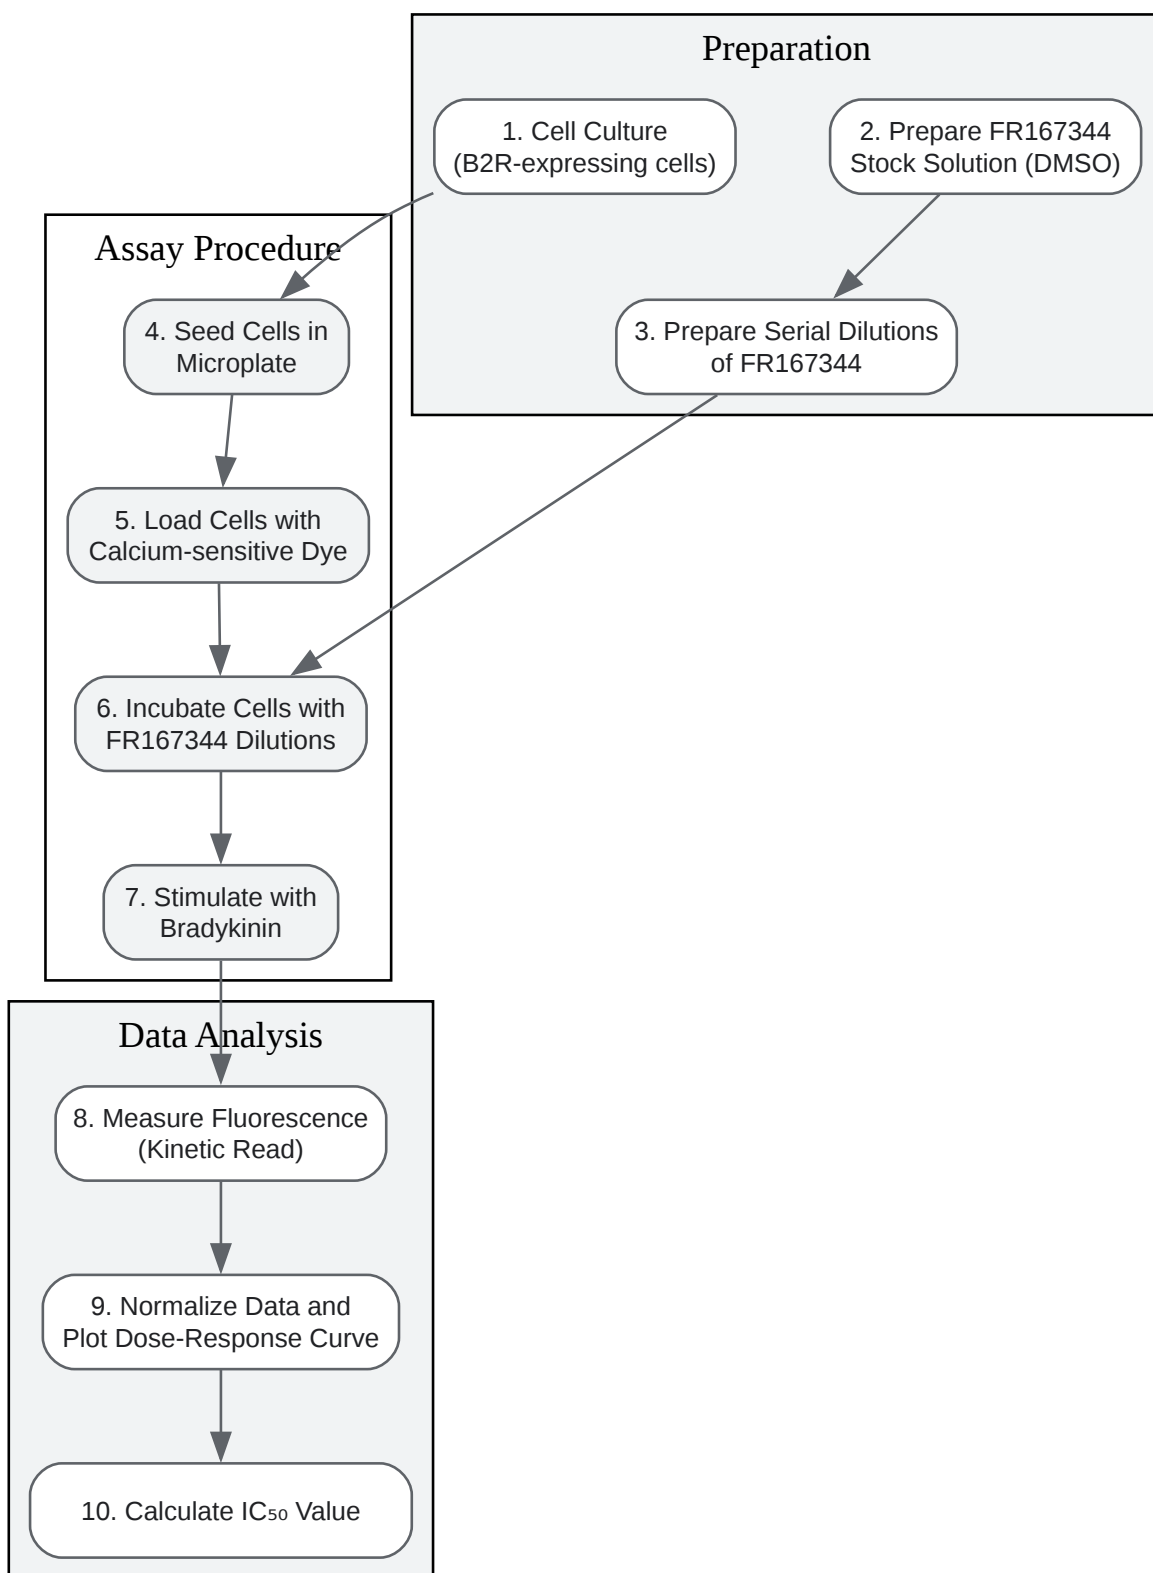 Preparation
1. Cell Culture
(B2R-expressing cells)
2. Prepare FR167344
Stock Solution (DMSO)
3. Prepare Serial Dilutions
of FR167344
Assay Procedure
4. Seed Cells in
Microplate
5. Load Cells with
Calcium-sensitive Dye
6. Incubate Cells with
FR167344 Dilutions
7. Stimulate with
Bradykinin
Data Analysis
8. Measure Fluorescence
(Kinetic Read)
9. Normalize Data and
Plot Dose-Response Curve
10. Calculate IC₅₀ Value